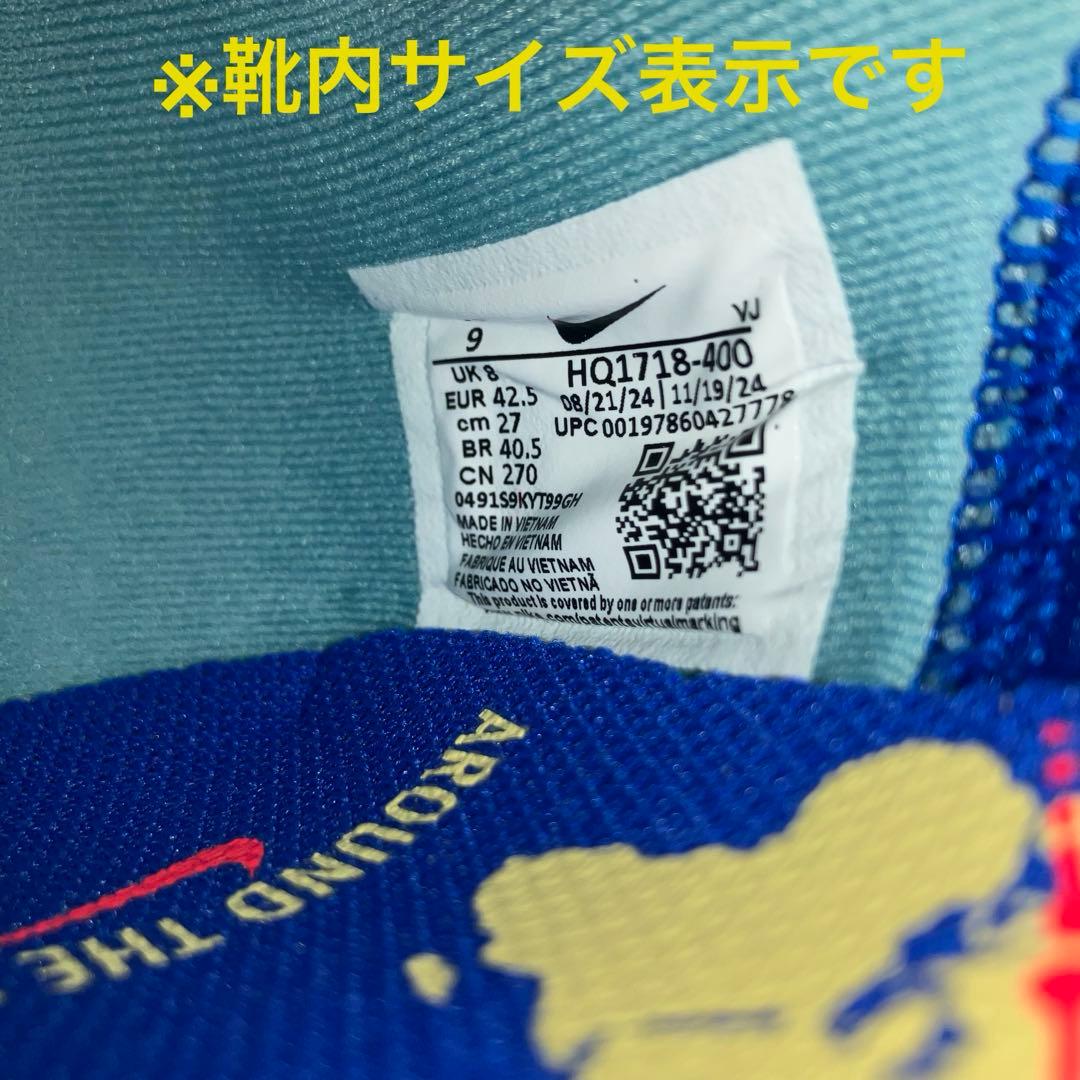 ※靴内サイズ表示です
9
VJ
UK 8
EUR 42.5
cm 27
BR 40.5
CN 270
HQ1718-400
08/21/24 | 11/19/24
UPC 00197860427778
0491S9KYT99GH
MADE IN VIETNAM
HECHO EN VIETNAM
FABRIQUE AU VIETNAM
FABRICADO NO VIETNÃ
This product is covered by one or more patents:
AROUND THE